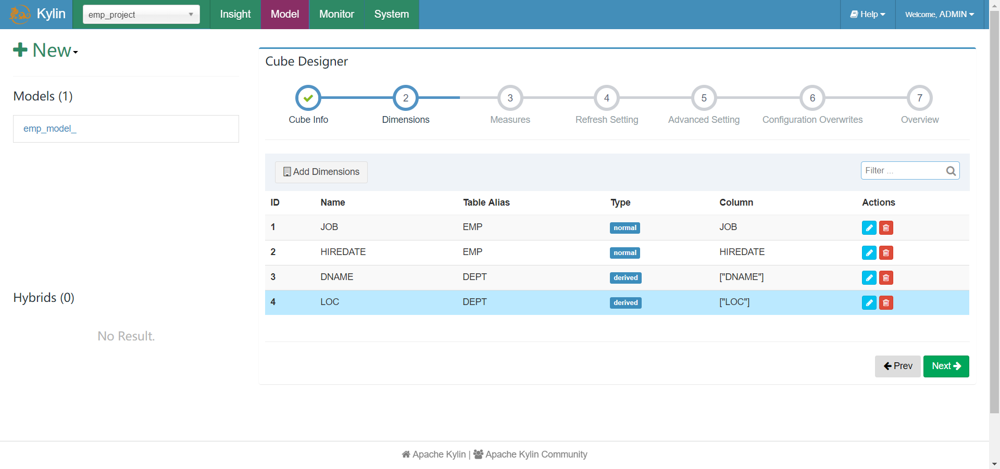 Kylin emp_project Insight Model Monitor System Help Welcome, ADMIN
New
Models (1)
emp_model_
Hybrids (0)
No Result.
Cube Designer
2 3 4 5 6 7
Cube Info Dimensions Measures Refresh Setting Advanced Setting Configuration Overwrites Overview
Add Dimensions Filter ...
ID Name Table Alias Type Column Actions
1 JOB EMP normal JOB
2 HIREDATE EMP normal HIREDATE
3 DNAME DEPT derived ["DNAME"]
4 LOC DEPT derived ["LOC"]
Prev Next
Apache Kylin | Apache Kylin Community